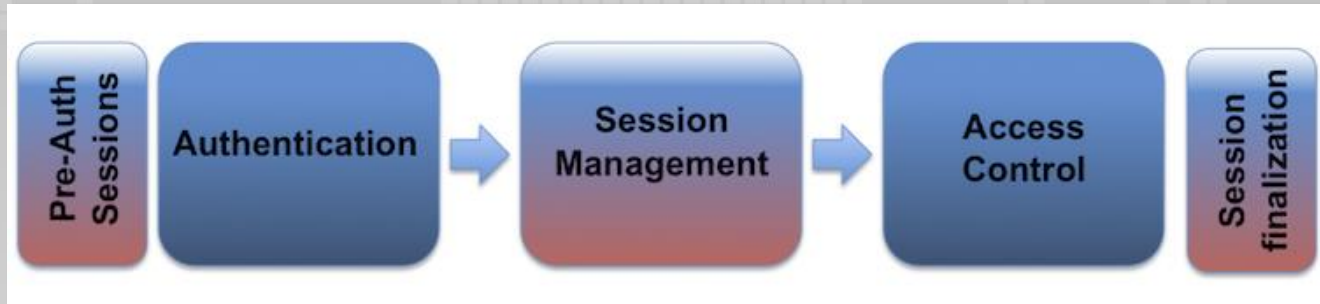 Pre-Auth
Sessions
Authentication
Session
Management
Access
Control
Session
finalization